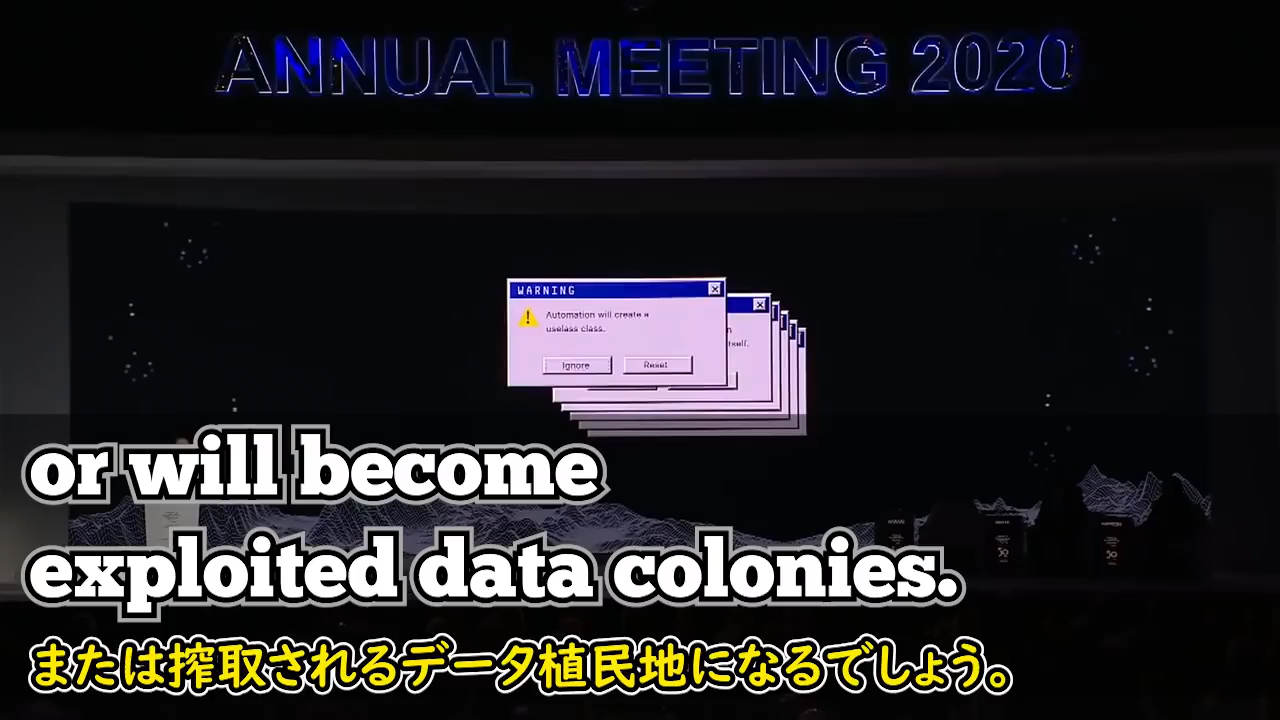 ANNUAL MEETING 2020
WARNING
Automation will create a
useless class.
Ignore
Reset
or will become
exploited data colonies.
または搾取されるデータ植民地になるでしょう。